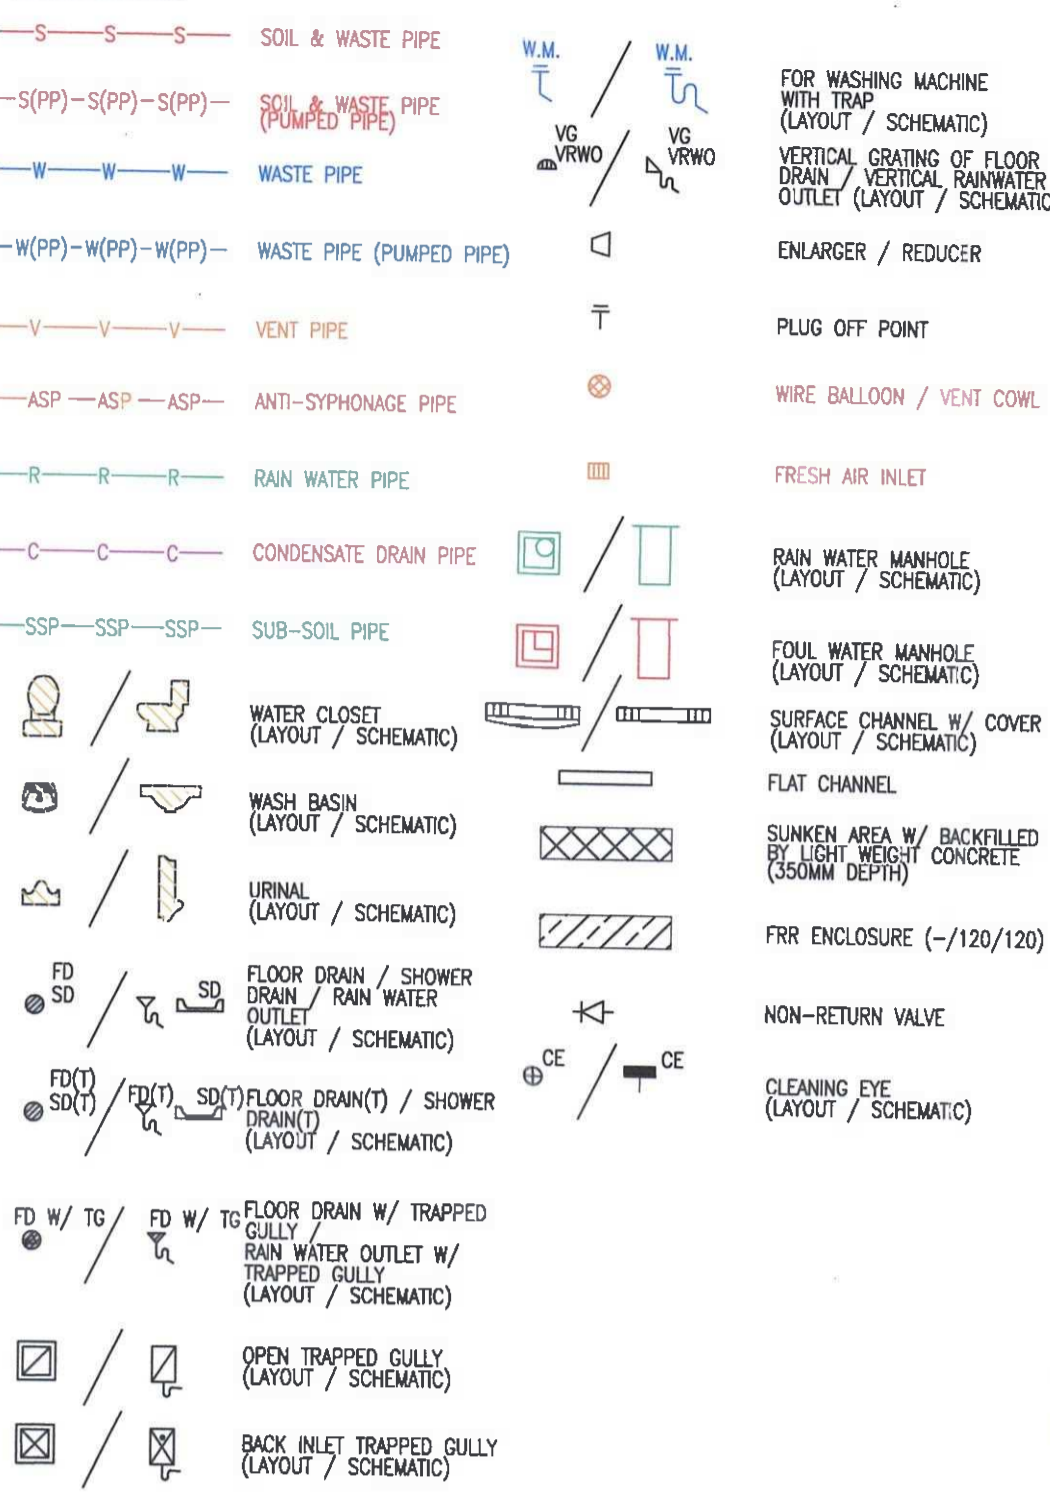 S S S SOIL & WASTE PIPE
S(PP) S(PP) S(PP) SOIL & WASTE PIPE
(PUMPED PIPE)
W W W WASTE PIPE
W(PP) W(PP) W(PP) WASTE PIPE (PUMPED PIPE)
V V V VENT PIPE
ASP ASP ASP ANTI-SYPHONAGE PIPE
R R R RAIN WATER PIPE
C C C CONDENSATE DRAIN PIPE
SSP SSP SSP SUB-SOIL PIPE
WATER CLOSET
(LAYOUT / SCHEMATIC)
WASH BASIN
(LAYOUT / SCHEMATIC)
URINAL
(LAYOUT / SCHEMATIC)
FD
SD
SD
FLOOR DRAIN / SHOWER
DRAIN / RAIN WATER
OUTLET
(LAYOUT / SCHEMATIC)
FD(T)
SD(T)
FD(T) SD(T)
FLOOR DRAIN(T) / SHOWER
DRAIN(T)
(LAYOUT / SCHEMATIC)
FD W/ TG FD W/ TG
FLOOR DRAIN W/ TRAPPED
GULLY /
RAIN WATER OUTLET W/
TRAPPED GULLY
(LAYOUT / SCHEMATIC)
OPEN TRAPPED GULLY
(LAYOUT / SCHEMATIC)
BACK INLET TRAPPED GULLY
(LAYOUT / SCHEMATIC)
W.M. W.M.
FOR WASHING MACHINE
WITH TRAP
(LAYOUT / SCHEMATIC)
VG VG
VRWO VRWO
VERTICAL GRATING OF FLOOR
DRAIN / VERTICAL RAINWATER
OUTLET (LAYOUT / SCHEMATIC
ENLARGER / REDUCER
PLUG OFF POINT
WIRE BALLOON / VENT COWL
FRESH AIR INLET
RAIN WATER MANHOLE
(LAYOUT / SCHEMATIC)
FOUL WATER MANHOLE
(LAYOUT / SCHEMATIC)
SURFACE CHANNEL W/ COVER
(LAYOUT / SCHEMATIC)
FLAT CHANNEL
SUNKEN AREA W/ BACKFILLED
BY LIGHT WEIGHT CONCRETE
(350MM DEPTH)
FRR ENCLOSURE (-/120/120)
NON-RETURN VALVE
CE CE
CLEANING EYE
(LAYOUT / SCHEMATIC)